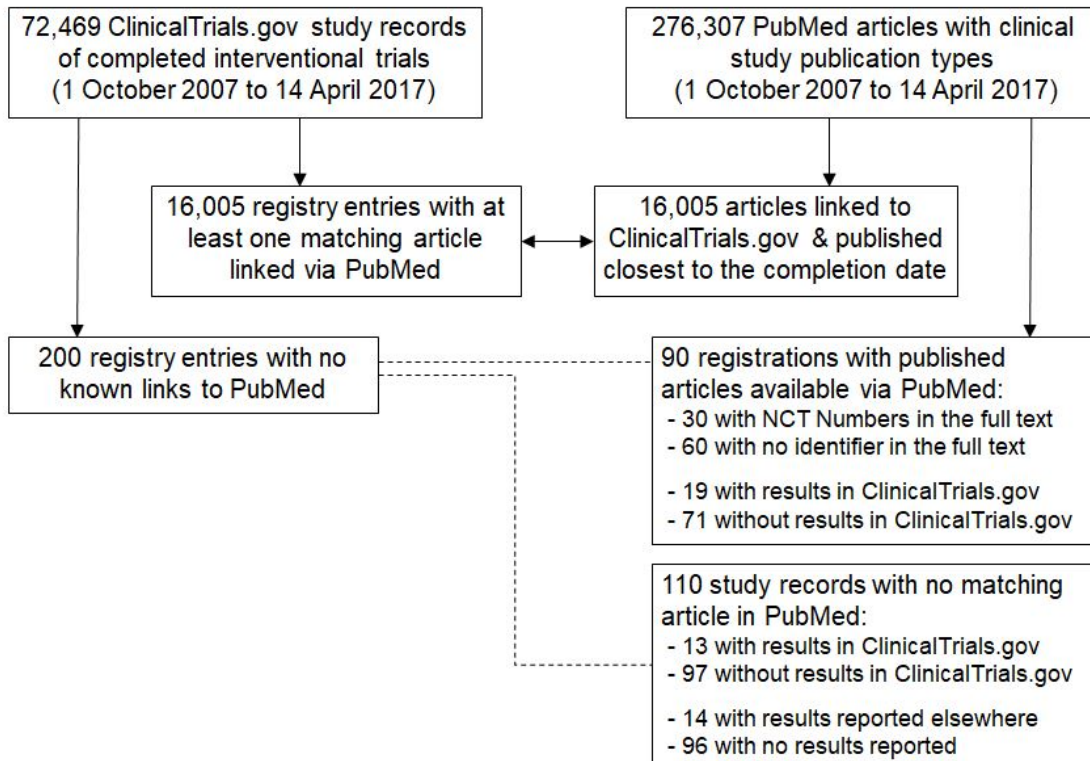 72,469 ClinicalTrials.gov study records
of completed interventional trials
(1 October 2007 to 14 April 2017)
276,307 PubMed articles with clinical
study publication types
(1 October 2007 to 14 April 2017)
16,005 registry entries with at
least one matching article
linked via PubMed
16,005 articles linked to
ClinicalTrials.gov & published
closest to the completion date
200 registry entries with no
known links to PubMed
90 registrations with published
articles available via PubMed:
- 30 with NCT Numbers in the full text
- 60 with no identifier in the full text
- 19 with results in ClinicalTrials.gov
- 71 without results in ClinicalTrials.gov
110 study records with no matching
article in PubMed:
- 13 with results in ClinicalTrials.gov
- 97 without results in ClinicalTrials.gov
- 14 with results reported elsewhere
- 96 with no results reported